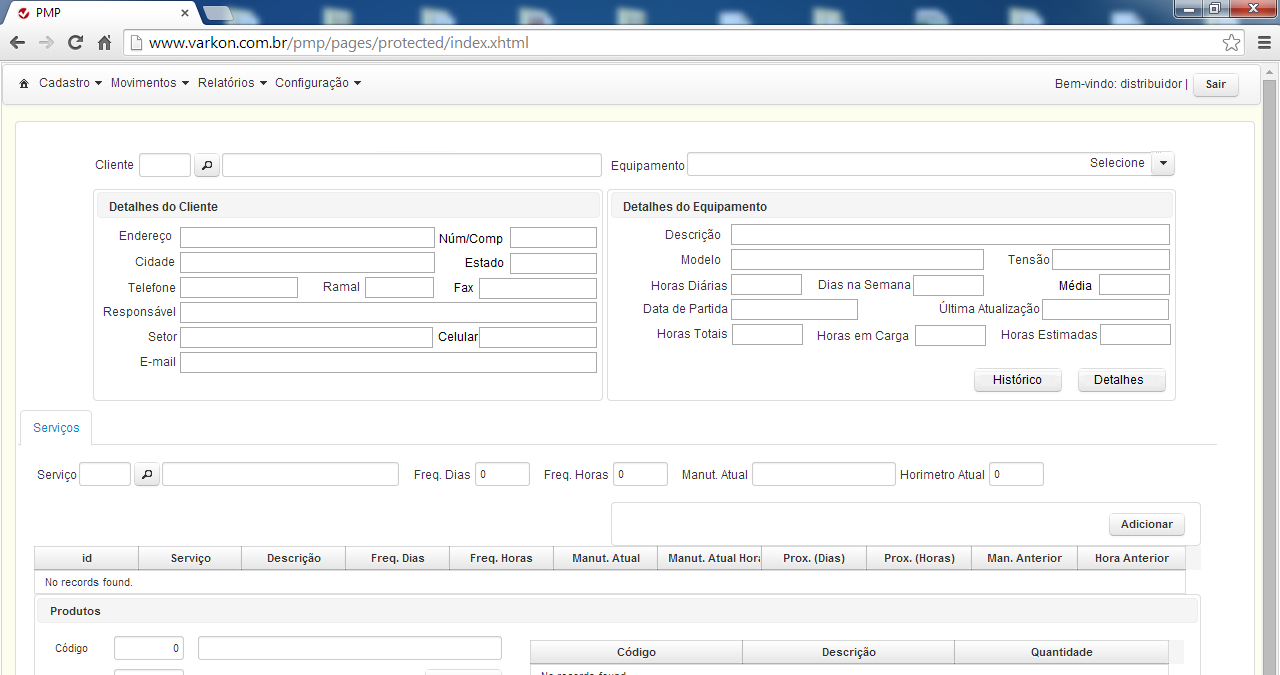 PMP
www.varkon.com.br/pmp/pages/protected/index.xhtml
Cadastro Movimentos Relatórios Configuração Bem-vindo: distribuidor | Sair
Cliente Equipamento Selecione
Detalhes do Cliente
Endereço Núm/Comp
Cidade Estado
Telefone Ramal Fax
Responsável
Setor Celular
E-mail
Detalhes do Equipamento
Descrição
Modelo Tensão
Horas Diárias Dias na Semana Média
Data de Partida Última Atualização
Horas Totais Horas em Carga Horas Estimadas
Histórico Detalhes
Serviços
Serviço Freq. Dias 0 Freq. Horas 0 Manut. Atual Horimetro Atual 0
Adicionar
id Serviço Descrição Freq. Dias Freq. Horas Manut. Atual Manut. Atual Hora Prox. (Dias) Prox. (Horas) Man. Anterior Hora Anterior
No records found.
Produtos
Código 0
Código Descrição Quantidade
No records found.